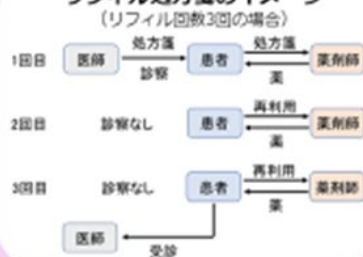 (リフィル回数3回の場合)
処方箋 処方箋
1回目 医師 患者 薬剤師
診察 薬
再利用
2回目 診察なし 患者 薬剤師
薬
再利用
3回目 診察なし 患者 薬剤師
薬
医師
受診